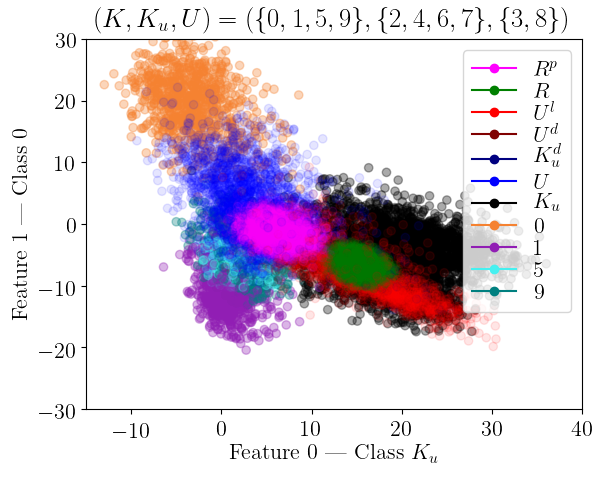 (K, K_u, U) = ({0, 1, 5, 9}, {2, 4, 6, 7}, {3, 8})
30
20
10
0
−10
−20
−30
Feature 1 — Class 0
R^p
R
U^l
U^d
K_u^d
U
K_u
0
1
5
9
−10
0
10
20
30
40
Feature 0 — Class K_u